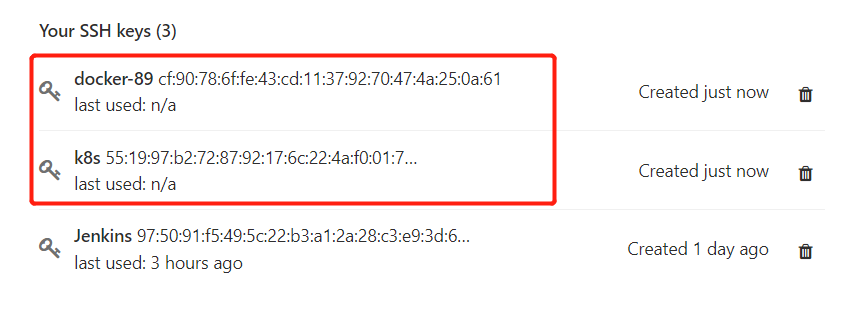 Your SSH keys (3)
docker-89 cf:90:78:6f:fe:43:cd:11:37:92:70:47:4a:25:0a:61
last used: n/a
Created just now
k8s 55:19:97:b2:72:87:92:17:6c:22:4a:f0:01:7...
last used: n/a
Created just now
Jenkins 97:50:91:f5:49:5c:22:b3:a1:2a:28:c3:e9:3d:6...
last used: 3 hours ago
Created 1 day ago